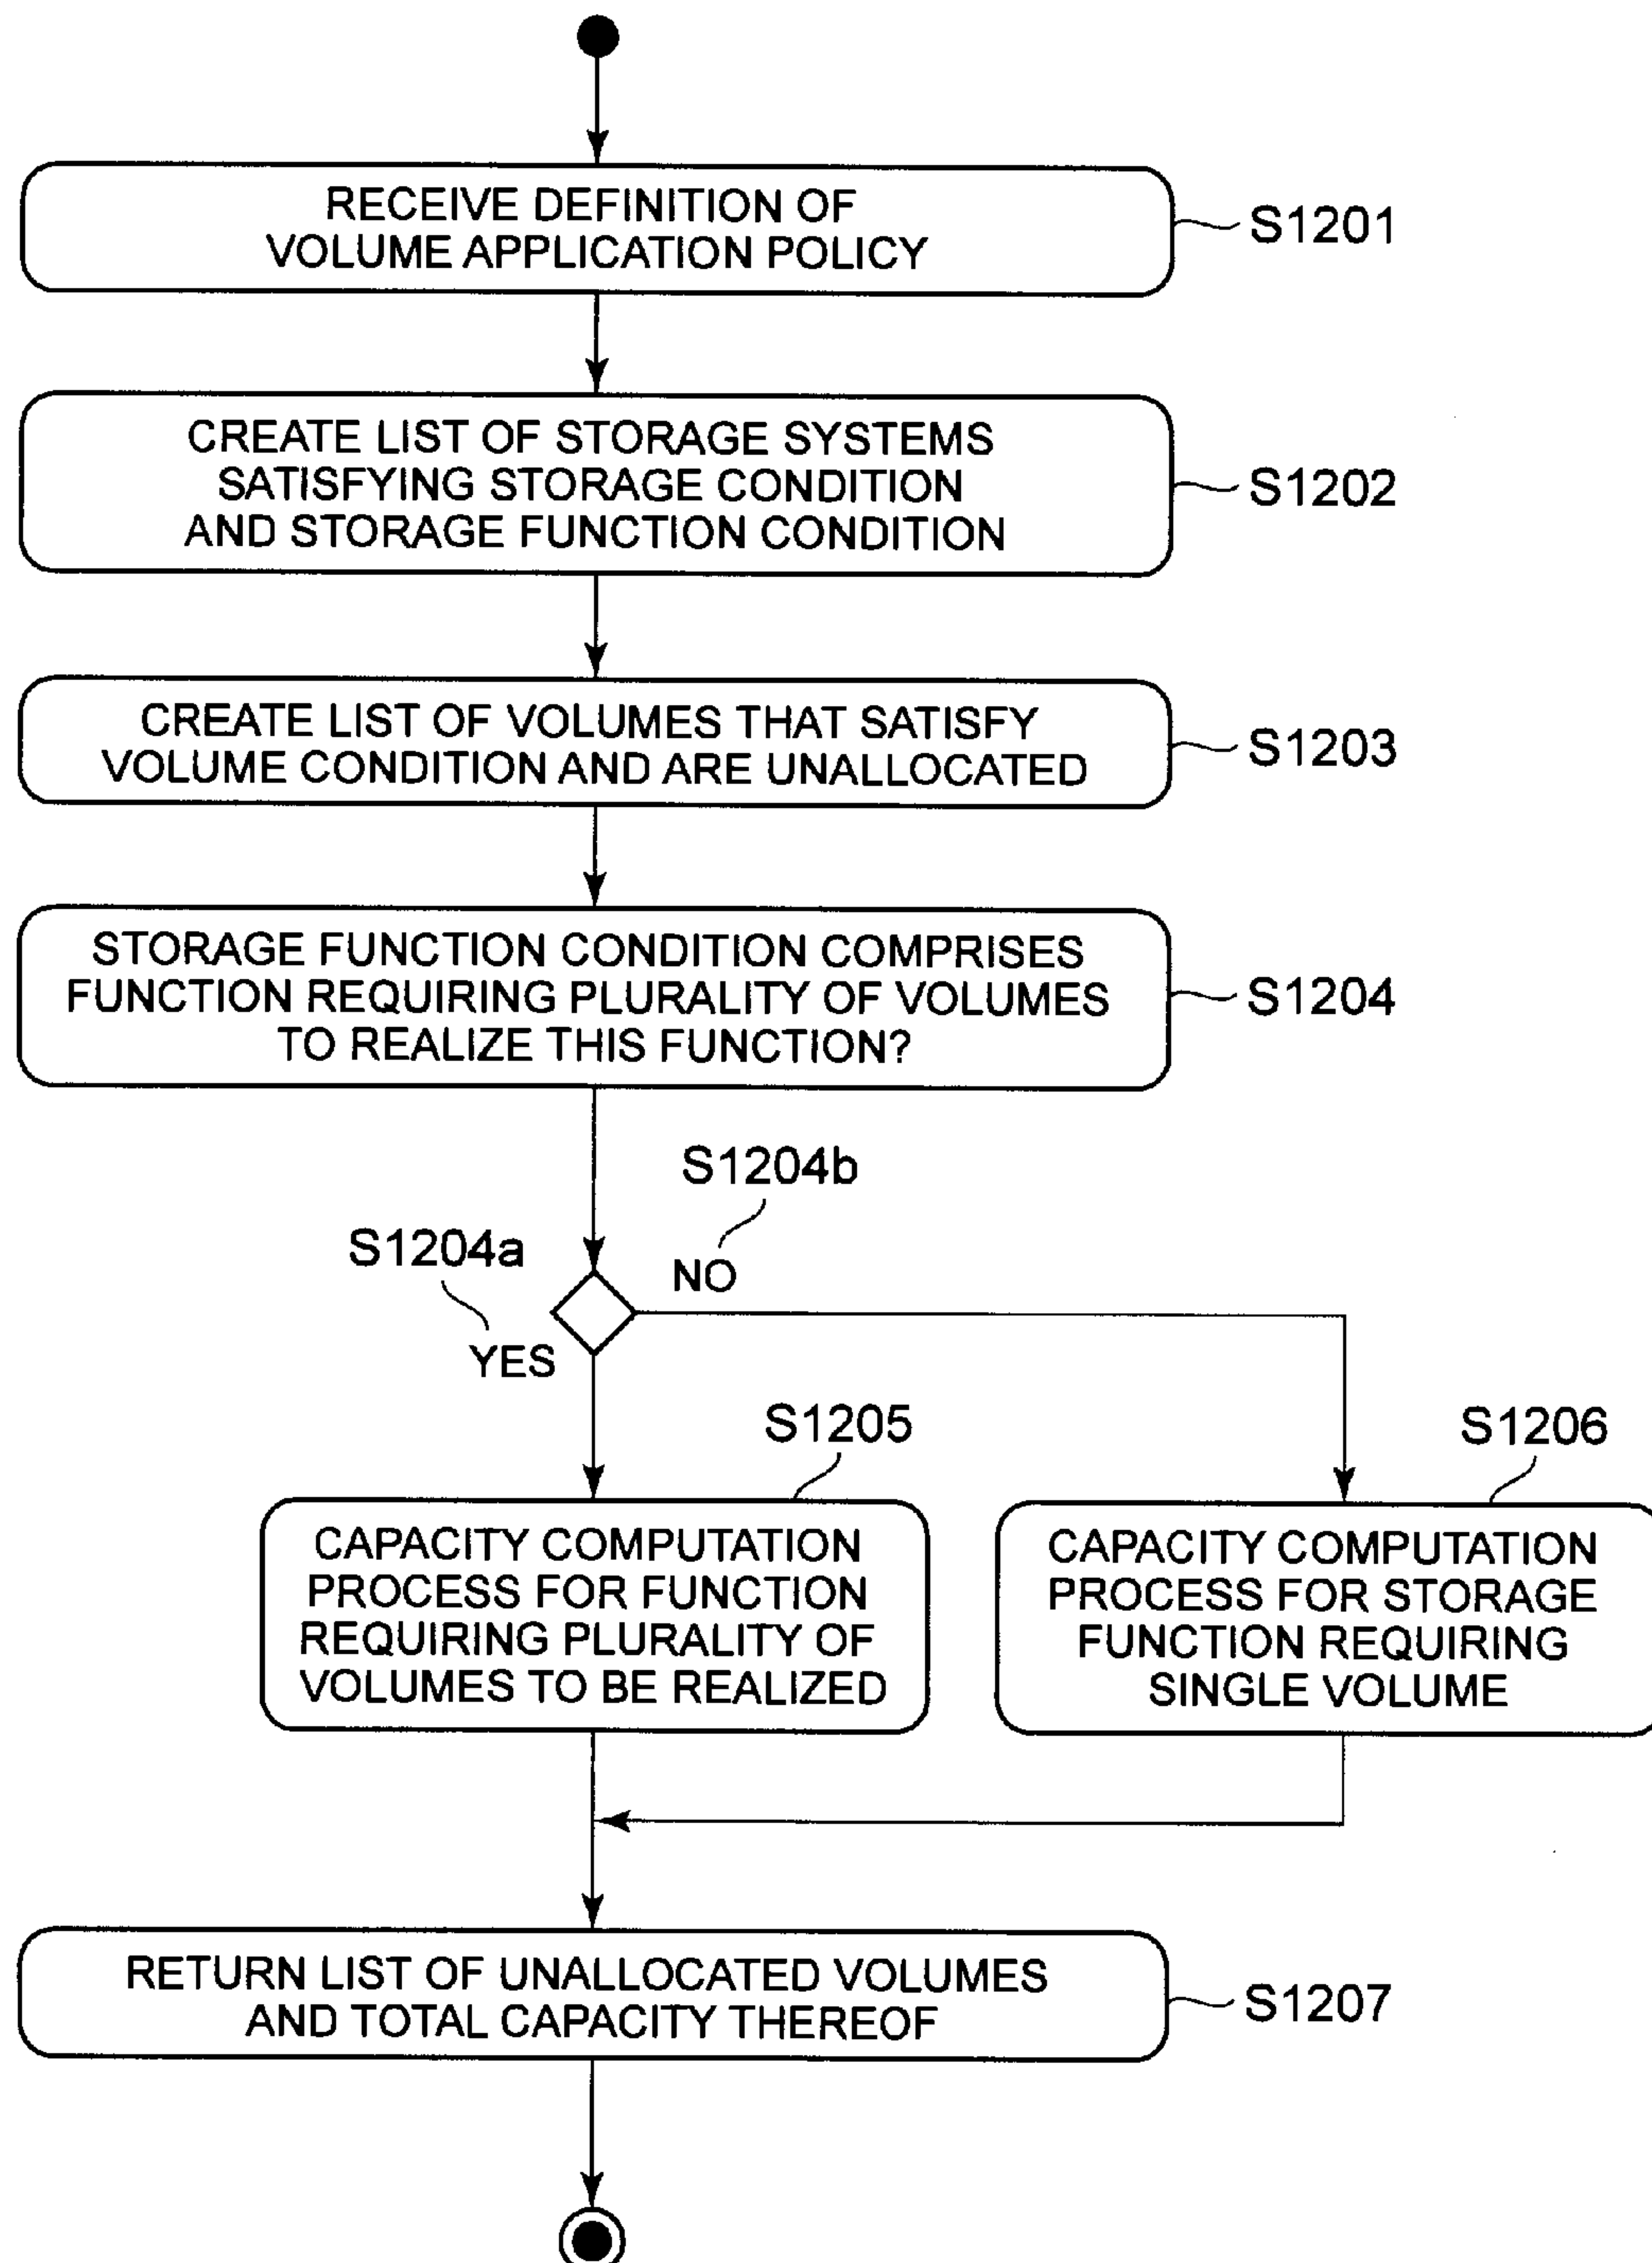 RECEIVE DEFINITION OF
VOLUME APPLICATION POLICY
S1201
CREATE LIST OF STORAGE SYSTEMS
SATISFYING STORAGE CONDITION
AND STORAGE FUNCTION CONDITION
S1202
CREATE LIST OF VOLUMES THAT SATISFY
VOLUME CONDITION AND ARE UNALLOCATED
S1203
STORAGE FUNCTION CONDITION COMPRISES
FUNCTION REQUIRING PLURALITY OF VOLUMES
TO REALIZE THIS FUNCTION?
S1204
S1204b
NO
S1204a
YES
S1205
CAPACITY COMPUTATION
PROCESS FOR FUNCTION
REQUIRING PLURALITY OF
VOLUMES TO BE REALIZED
S1206
CAPACITY COMPUTATION
PROCESS FOR STORAGE
FUNCTION REQUIRING
SINGLE VOLUME
RETURN LIST OF UNALLOCATED VOLUMES
AND TOTAL CAPACITY THEREOF
S1207